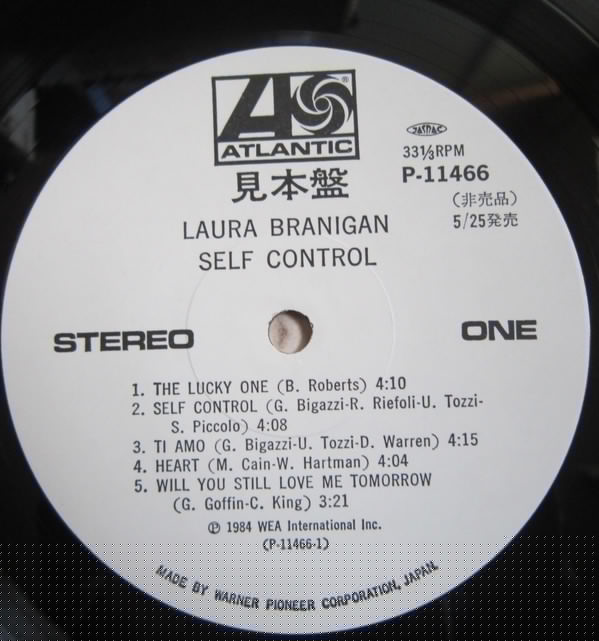 ATLANTIC
®
見本盤
JASRAC
33⅓RPM
P-11466
(非売品)
5/25発売
LAURA BRANIGAN
SELF CONTROL
STEREO
ONE
1. THE LUCKY ONE (B. Roberts) 4:10
2. SELF CONTROL (G. Bigazzi-R. Riefoli-U. Tozzi-
S. Piccolo) 4:08
3. TI AMO (G. Bigazzi-U. Tozzi-D. Warren) 4:15
4. HEART (M. Cain-W. Hartman) 4:04
5. WILL YOU STILL LOVE ME TOMORROW
(G. Goffin-C. King) 3:21
℗ 1984 WEA International Inc.
(P-11466-1)
MADE BY WARNER PIONEER CORPORATION, JAPAN.